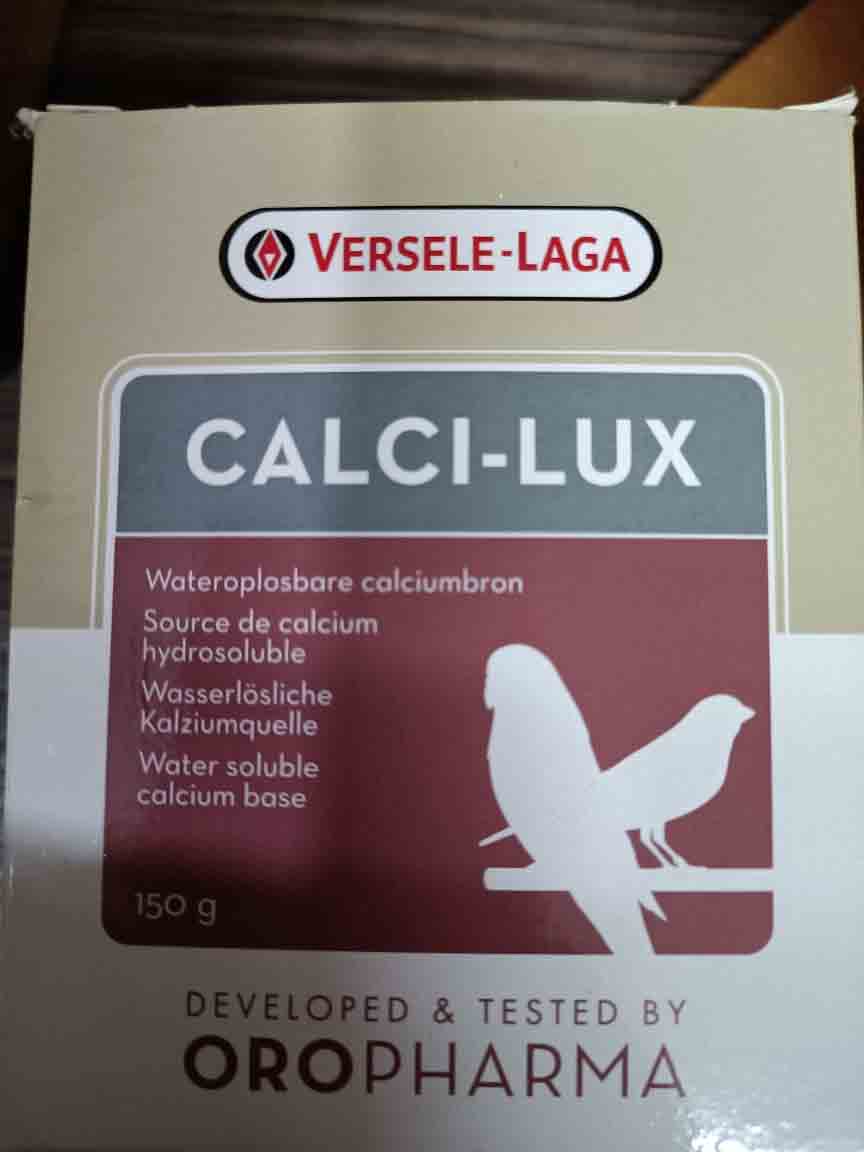 VERSELE-LAGA
CALCI-LUX
Wateroplosbare calciumbron
Source de calcium
hydrosoluble
Wasserlösliche
Kalziumquelle
Water soluble
calcium base
150 g
DEVELOPED & TESTED BY
OROPHARMA